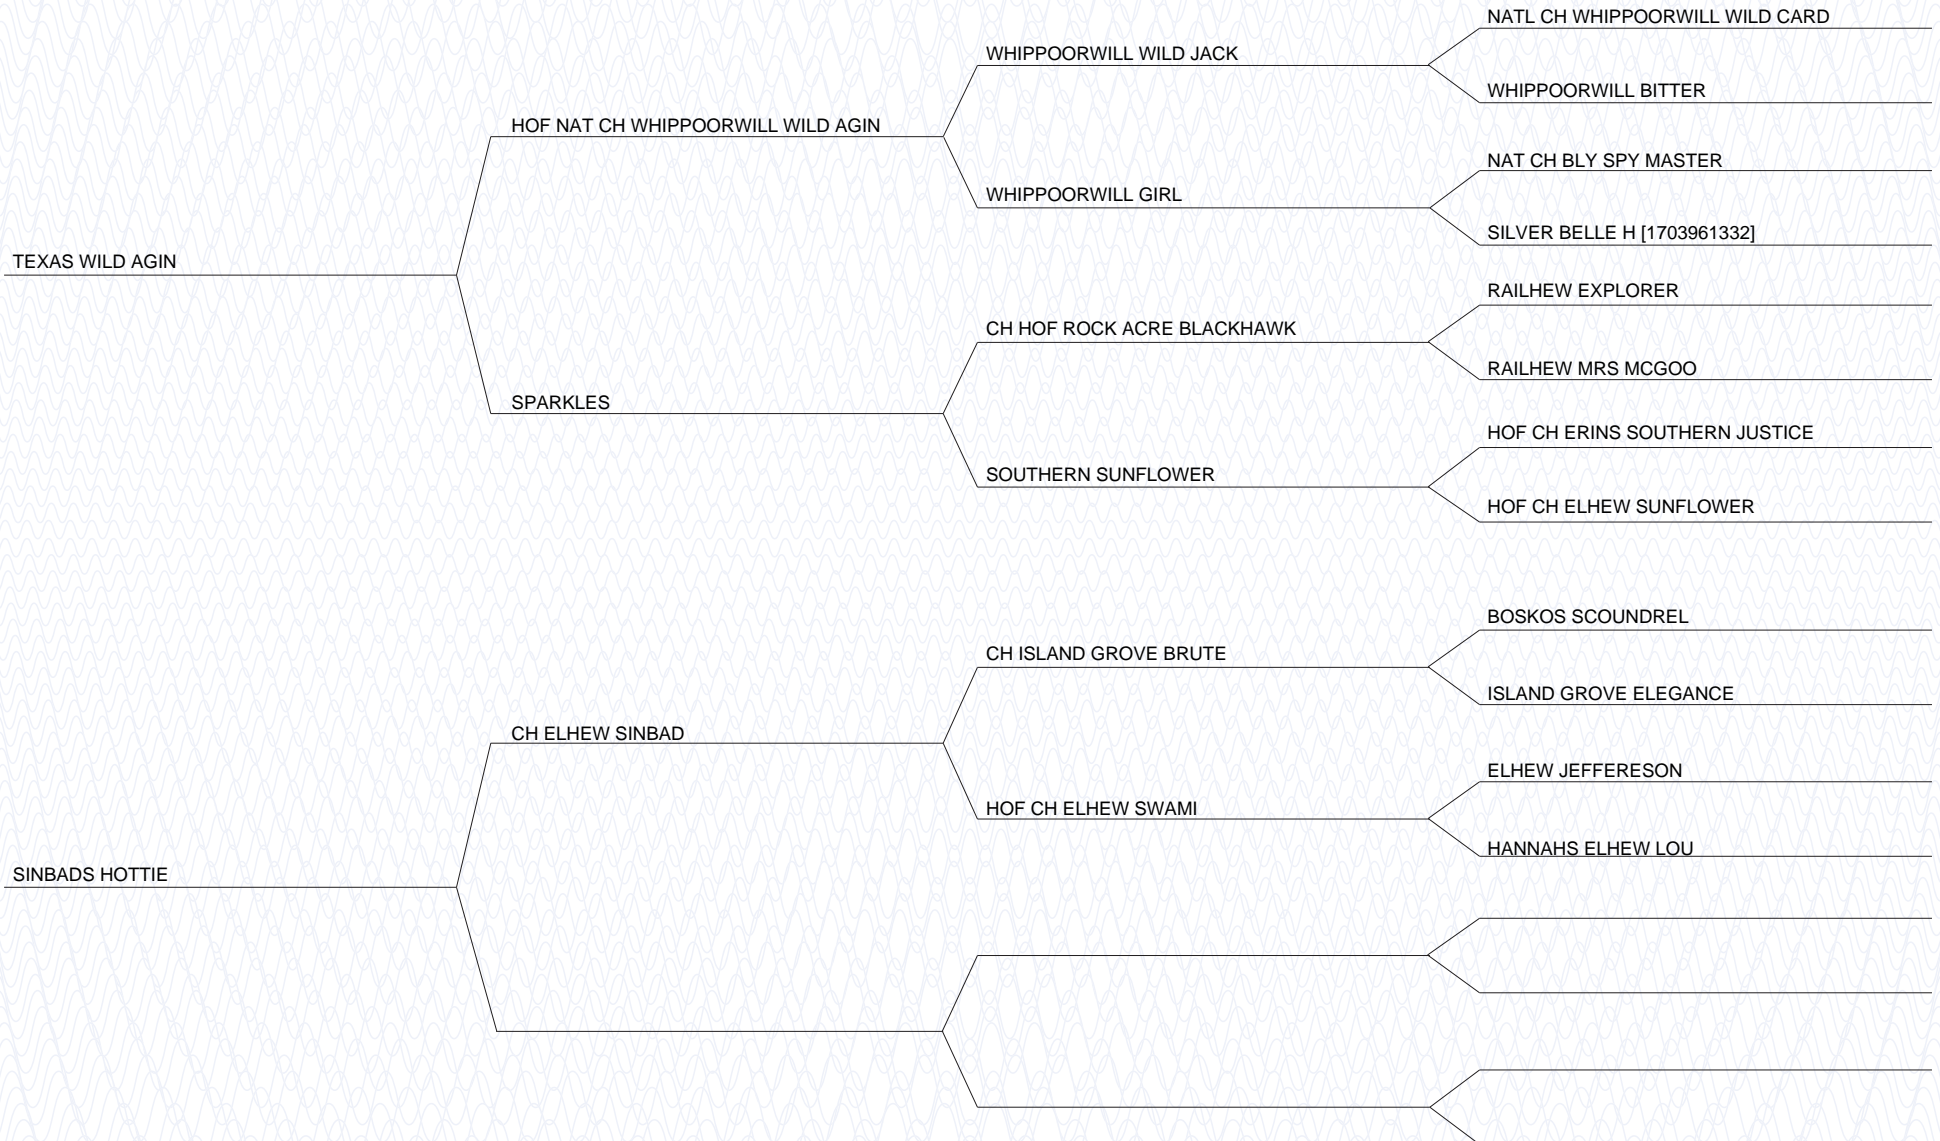 NATL CH WHIPPOORWILL WILD CARD
WHIPPOORWILL WILD JACK
WHIPPOORWILL BITTER
HOF NAT CH WHIPPOORWILL WILD AGIN
NAT CH BLY SPY MASTER
WHIPPOORWILL GIRL
SILVER BELLE H [1703961332]
TEXAS WILD AGIN
RAILHEW EXPLORER
CH HOF ROCK ACRE BLACKHAWK
RAILHEW MRS MCGOO
SPARKLES
HOF CH ERINS SOUTHERN JUSTICE
SOUTHERN SUNFLOWER
HOF CH ELHEW SUNFLOWER
BOSKOS SCOUNDREL
CH ISLAND GROVE BRUTE
ISLAND GROVE ELEGANCE
CH ELHEW SINBAD
ELHEW JEFFERESON
HOF CH ELHEW SWAMI
HANNAHS ELHEW LOU
SINBADS HOTTIE